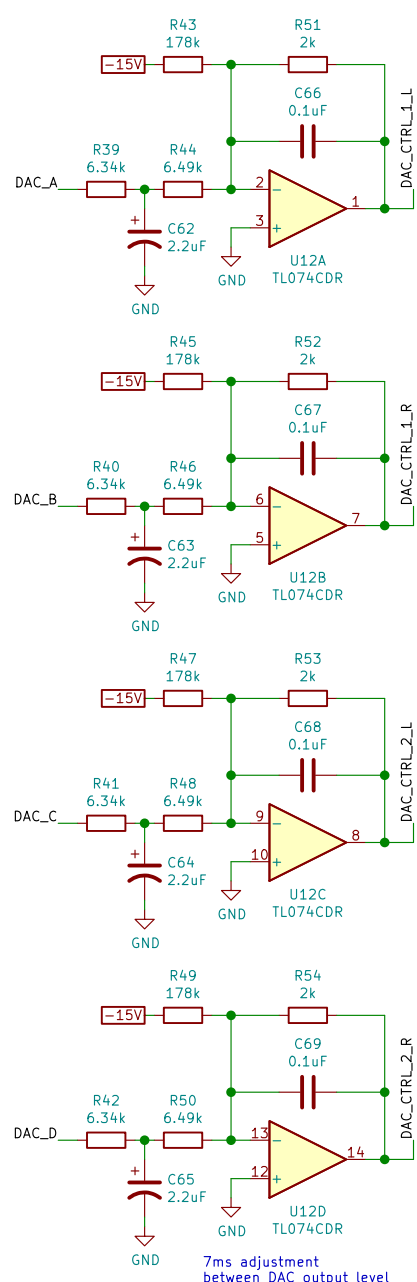 R43
178k
R51
2k
-15V
C66
0.1uF
DAC_CTRL_1_L
R39
6.34k
R44
6.49k
DAC_A
2
1
3
+
C62
2.2uF
U12A
TL074CDR
GND
GND
R45
178k
R52
2k
-15V
C67
0.1uF
DAC_CTRL_1_R
R40
6.34k
R46
6.49k
DAC_B
6
7
5
+
C63
2.2uF
U12B
TL074CDR
GND
GND
R47
178k
R53
2k
-15V
C68
0.1uF
DAC_CTRL_2_L
R41
6.34k
R48
6.49k
DAC_C
9
8
10
+
C64
2.2uF
U12C
TL074CDR
GND
GND
R49
178k
R54
2k
-15V
C69
0.1uF
DAC_CTRL_2_R
R42
6.34k
R50
6.49k
DAC_D
13
14
12
+
C65
2.2uF
U12D
TL074CDR
GND
GND
7ms adjustment
between DAC output level